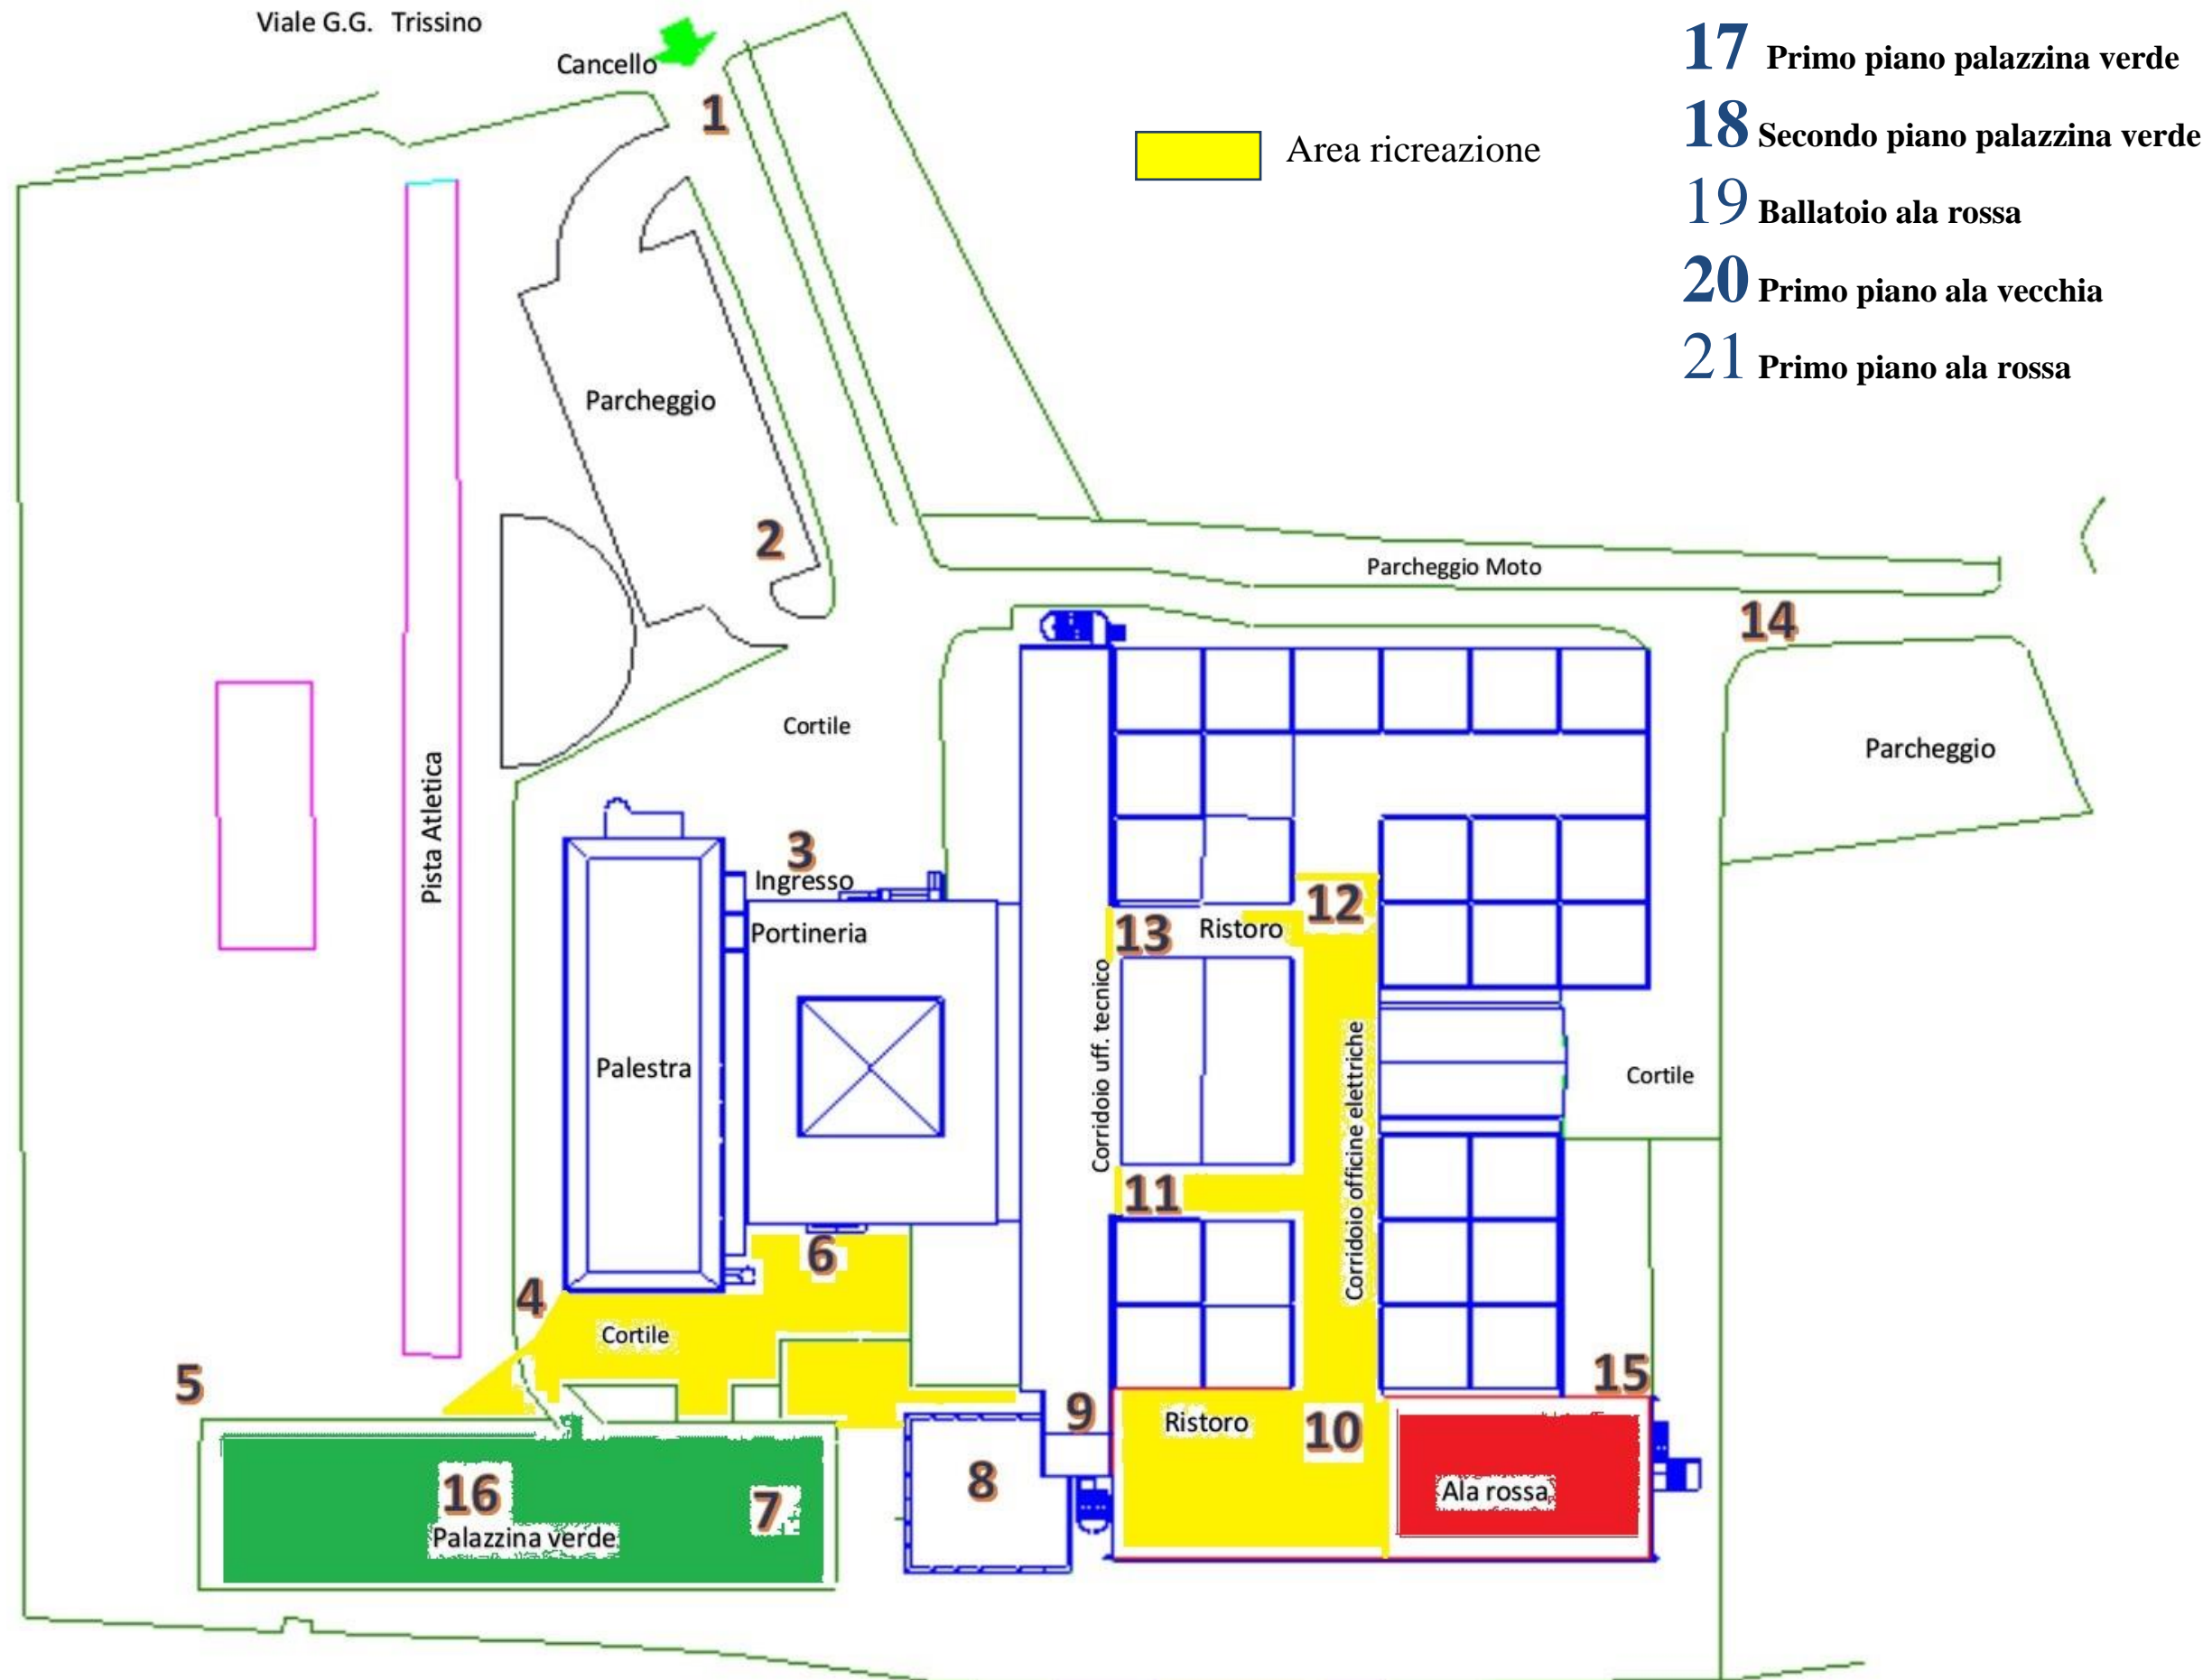 Viale G.G. Trissino
Cancello
1
17 Primo piano palazzina verde
18 Secondo piano palazzina verde
19 Ballatoio ala rossa
20 Primo piano ala vecchia
21 Primo piano ala rossa
Area ricreazione
Parcheggio
2
Parcheggio Moto
14
Cortile
Parcheggio
Pista Atletica
3
Ingresso
Portineria
12
13
Ristoro
Corridoio uff. tecnico
Corridoio officine elettriche
Palestra
Cortile
11
6
4
Cortile
5
15
9
Ristoro
10
8
Ala rossa
16
7
Palazzina verde